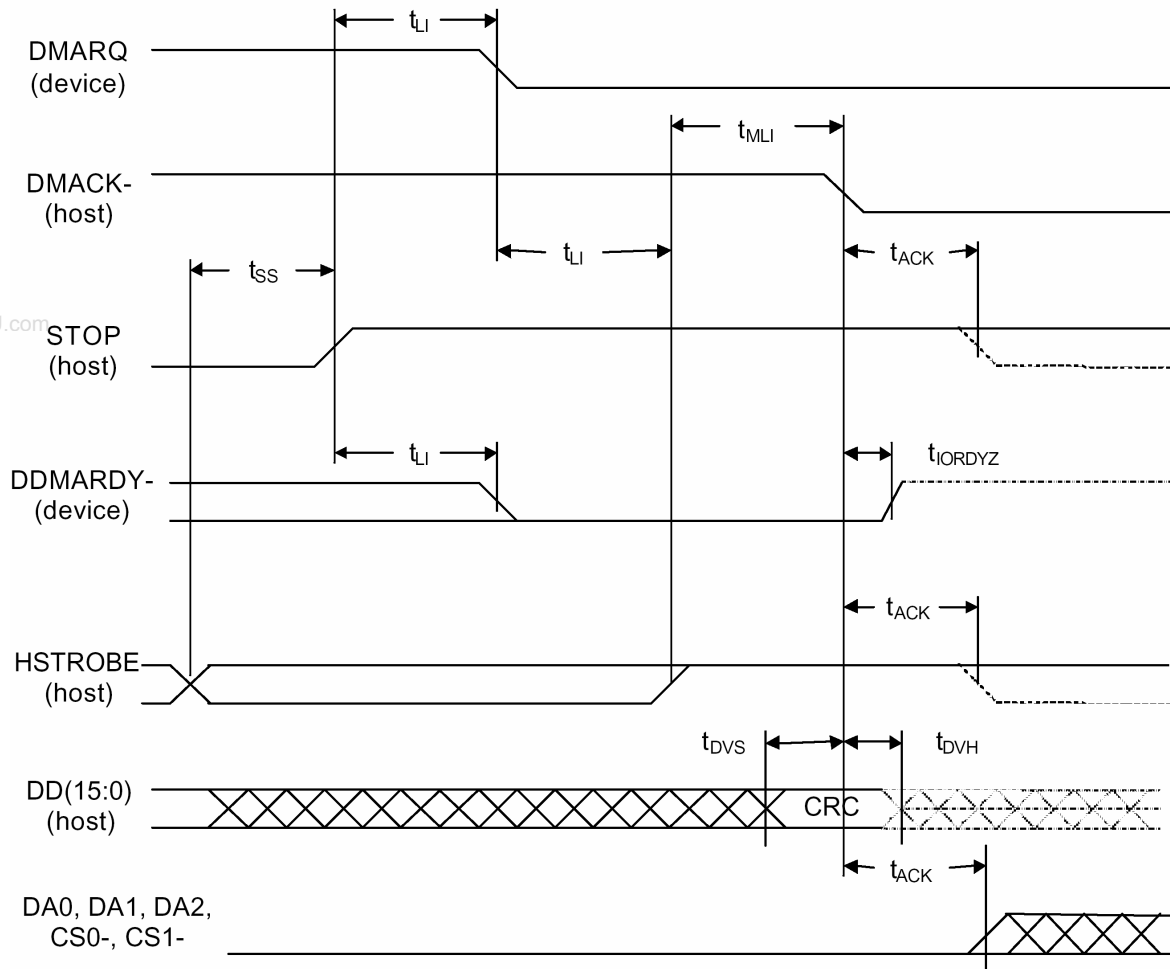 tLI
DMARQ
(device)
tMLI
DMACK-
(host)
tLI
tACK
tSS
J.com
STOP
(host)
tLI
tIORDYZ
DDMARDY-
(device)
tACK
HSTROBE
(host)
tDVS
tDVH
DD(15:0)
(host)
CRC
tACK
DA0, DA1, DA2,
CS0-, CS1-